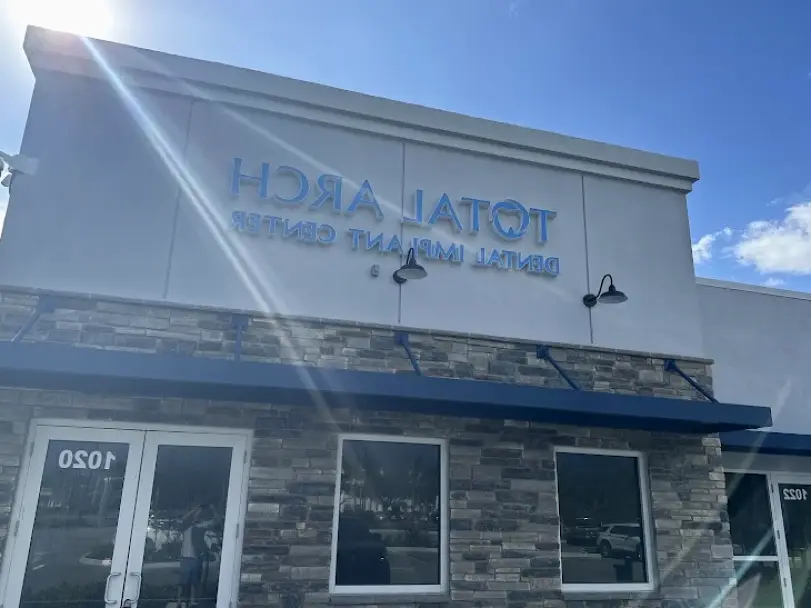 TOTAL ARCH
DENTAL IMPLANT CENTER
1020
1022